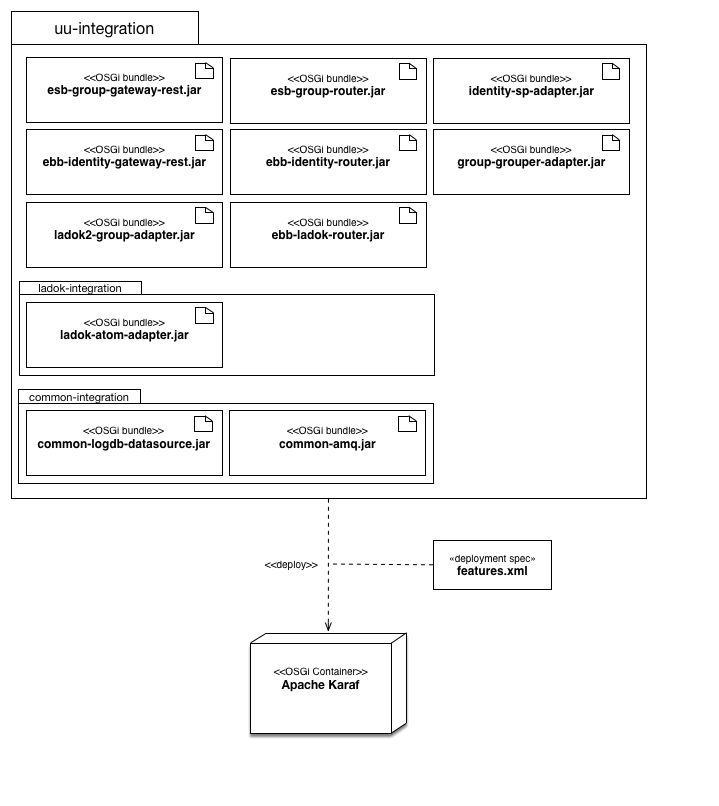 uu-integration
<<OSGi bundle>>
esb-group-gateway-rest.jar
<<OSGi bundle>>
esb-group-router.jar
<<OSGi bundle>>
identity-sp-adapter.jar
<<OSGi bundle>>
ebb-identity-gateway-rest.jar
<<OSGi bundle>>
ebb-identity-router.jar
<<OSGi bundle>>
group-grouper-adapter.jar
<<OSGi bundle>>
ladok2-group-adapter.jar
<<OSGi bundle>>
ebb-ladok-router.jar
ladok-integration
<<OSGi bundle>>
ladok-atom-adapter.jar
common-integration
<<OSGi bundle>>
common-logdb-datasource.jar
<<OSGi bundle>>
common-amq.jar
<<deploy>>
«deployment spec»
features.xml
<<OSGi Container>>
Apache Karaf